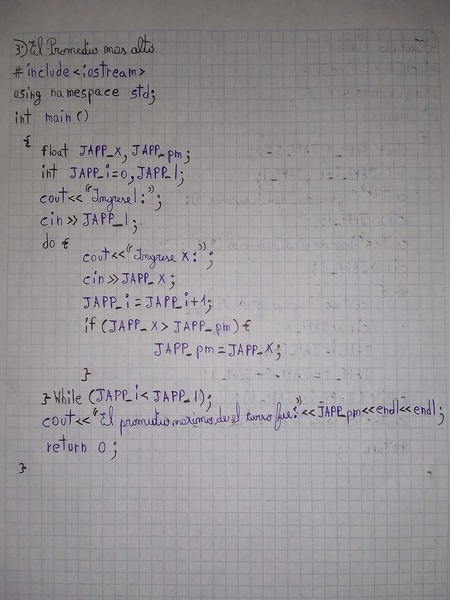 3.) El Promedio mas alto
#include<iostream>
using namespace std;
int main()
{
float JAPP_x, JAPP_pm;
int JAPP_i=0, JAPP_l;
cout<<"Ingrese l:";
cin>>JAPP_l;
do {
cout<<"Ingrese x:";
cin>>JAPP_x;
JAPP_i=JAPP_i+1;
if (JAPP_x>JAPP_pm){
JAPP_pm=JAPP_x;
}
}While (JAPP_i<JAPP_l);
cout<<"El promedio maximo de el curso fue:"<<JAPP_pm<<endl<<endl;
return 0;
}